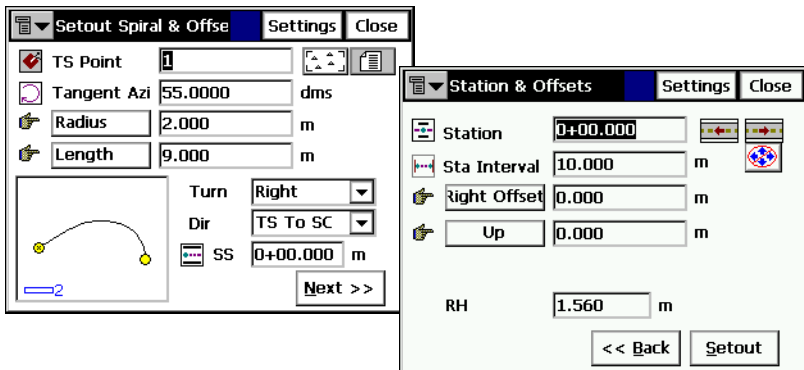 Setout Spiral & Offse Settings Close
TS Point 1
Tangent Azi 55.0000 dms
Radius 2.000 m
Length 9.000 m
Turn Right
Dir TS To SC
SS 0+00.000 m
2
Next >>
Station & Offsets Settings Close
Station 0+00.000
Sta Interval 10.000 m
Right Offset 0.000 m
Up 0.000 m
RH 1.560 m
<< Back Setout